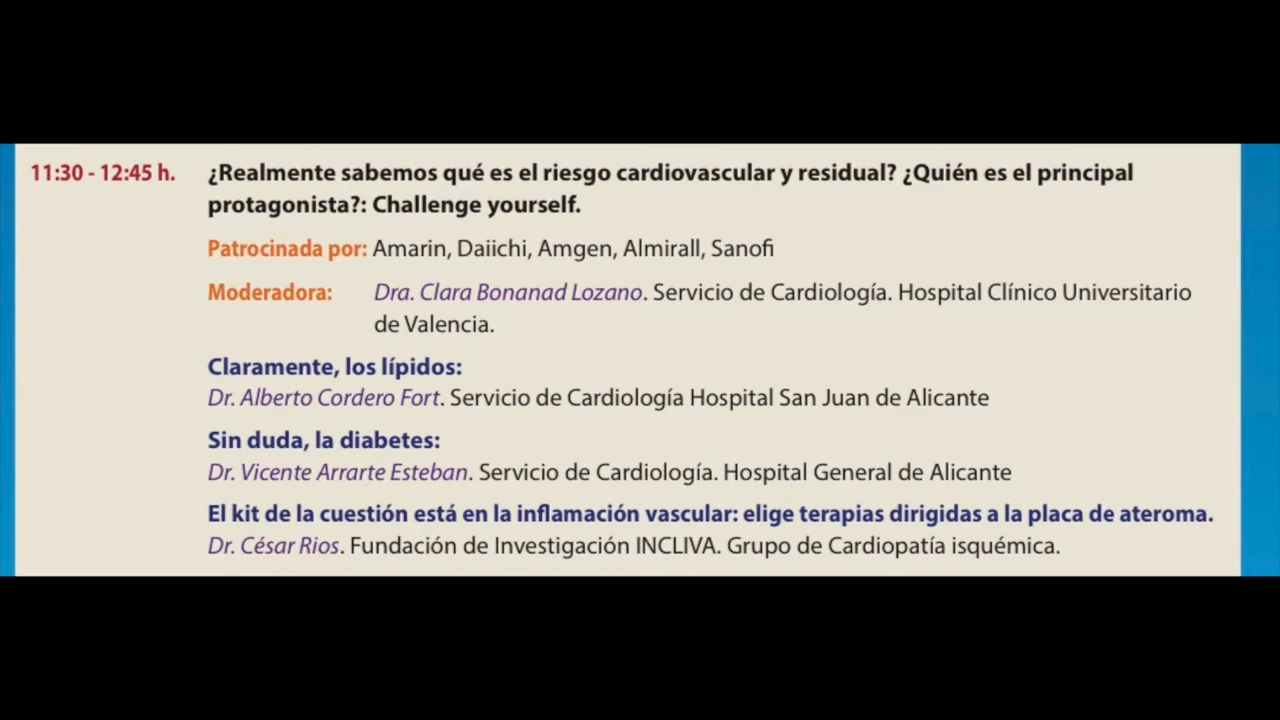 11:30 - 12:45 h. ¿Realmente sabemos qué es el riesgo cardiovascular y residual? ¿Quién es el principal
protagonista?: Challenge yourself.
Patrocinada por: Amarin, Daiichi, Amgen, Almirall, Sanofi
Moderadora: Dra. Clara Bonanad Lozano. Servicio de Cardiología. Hospital Clínico Universitario
de Valencia.
Claramente, los lípidos:
Dr. Alberto Cordero Fort. Servicio de Cardiología Hospital San Juan de Alicante
Sin duda, la diabetes:
Dr. Vicente Arrarte Esteban. Servicio de Cardiología. Hospital General de Alicante
El kit de la cuestión está en la inflamación vascular: elige terapias dirigidas a la placa de ateroma.
Dr. César Rios. Fundación de Investigación INCLIVA. Grupo de Cardiopatía isquémica.